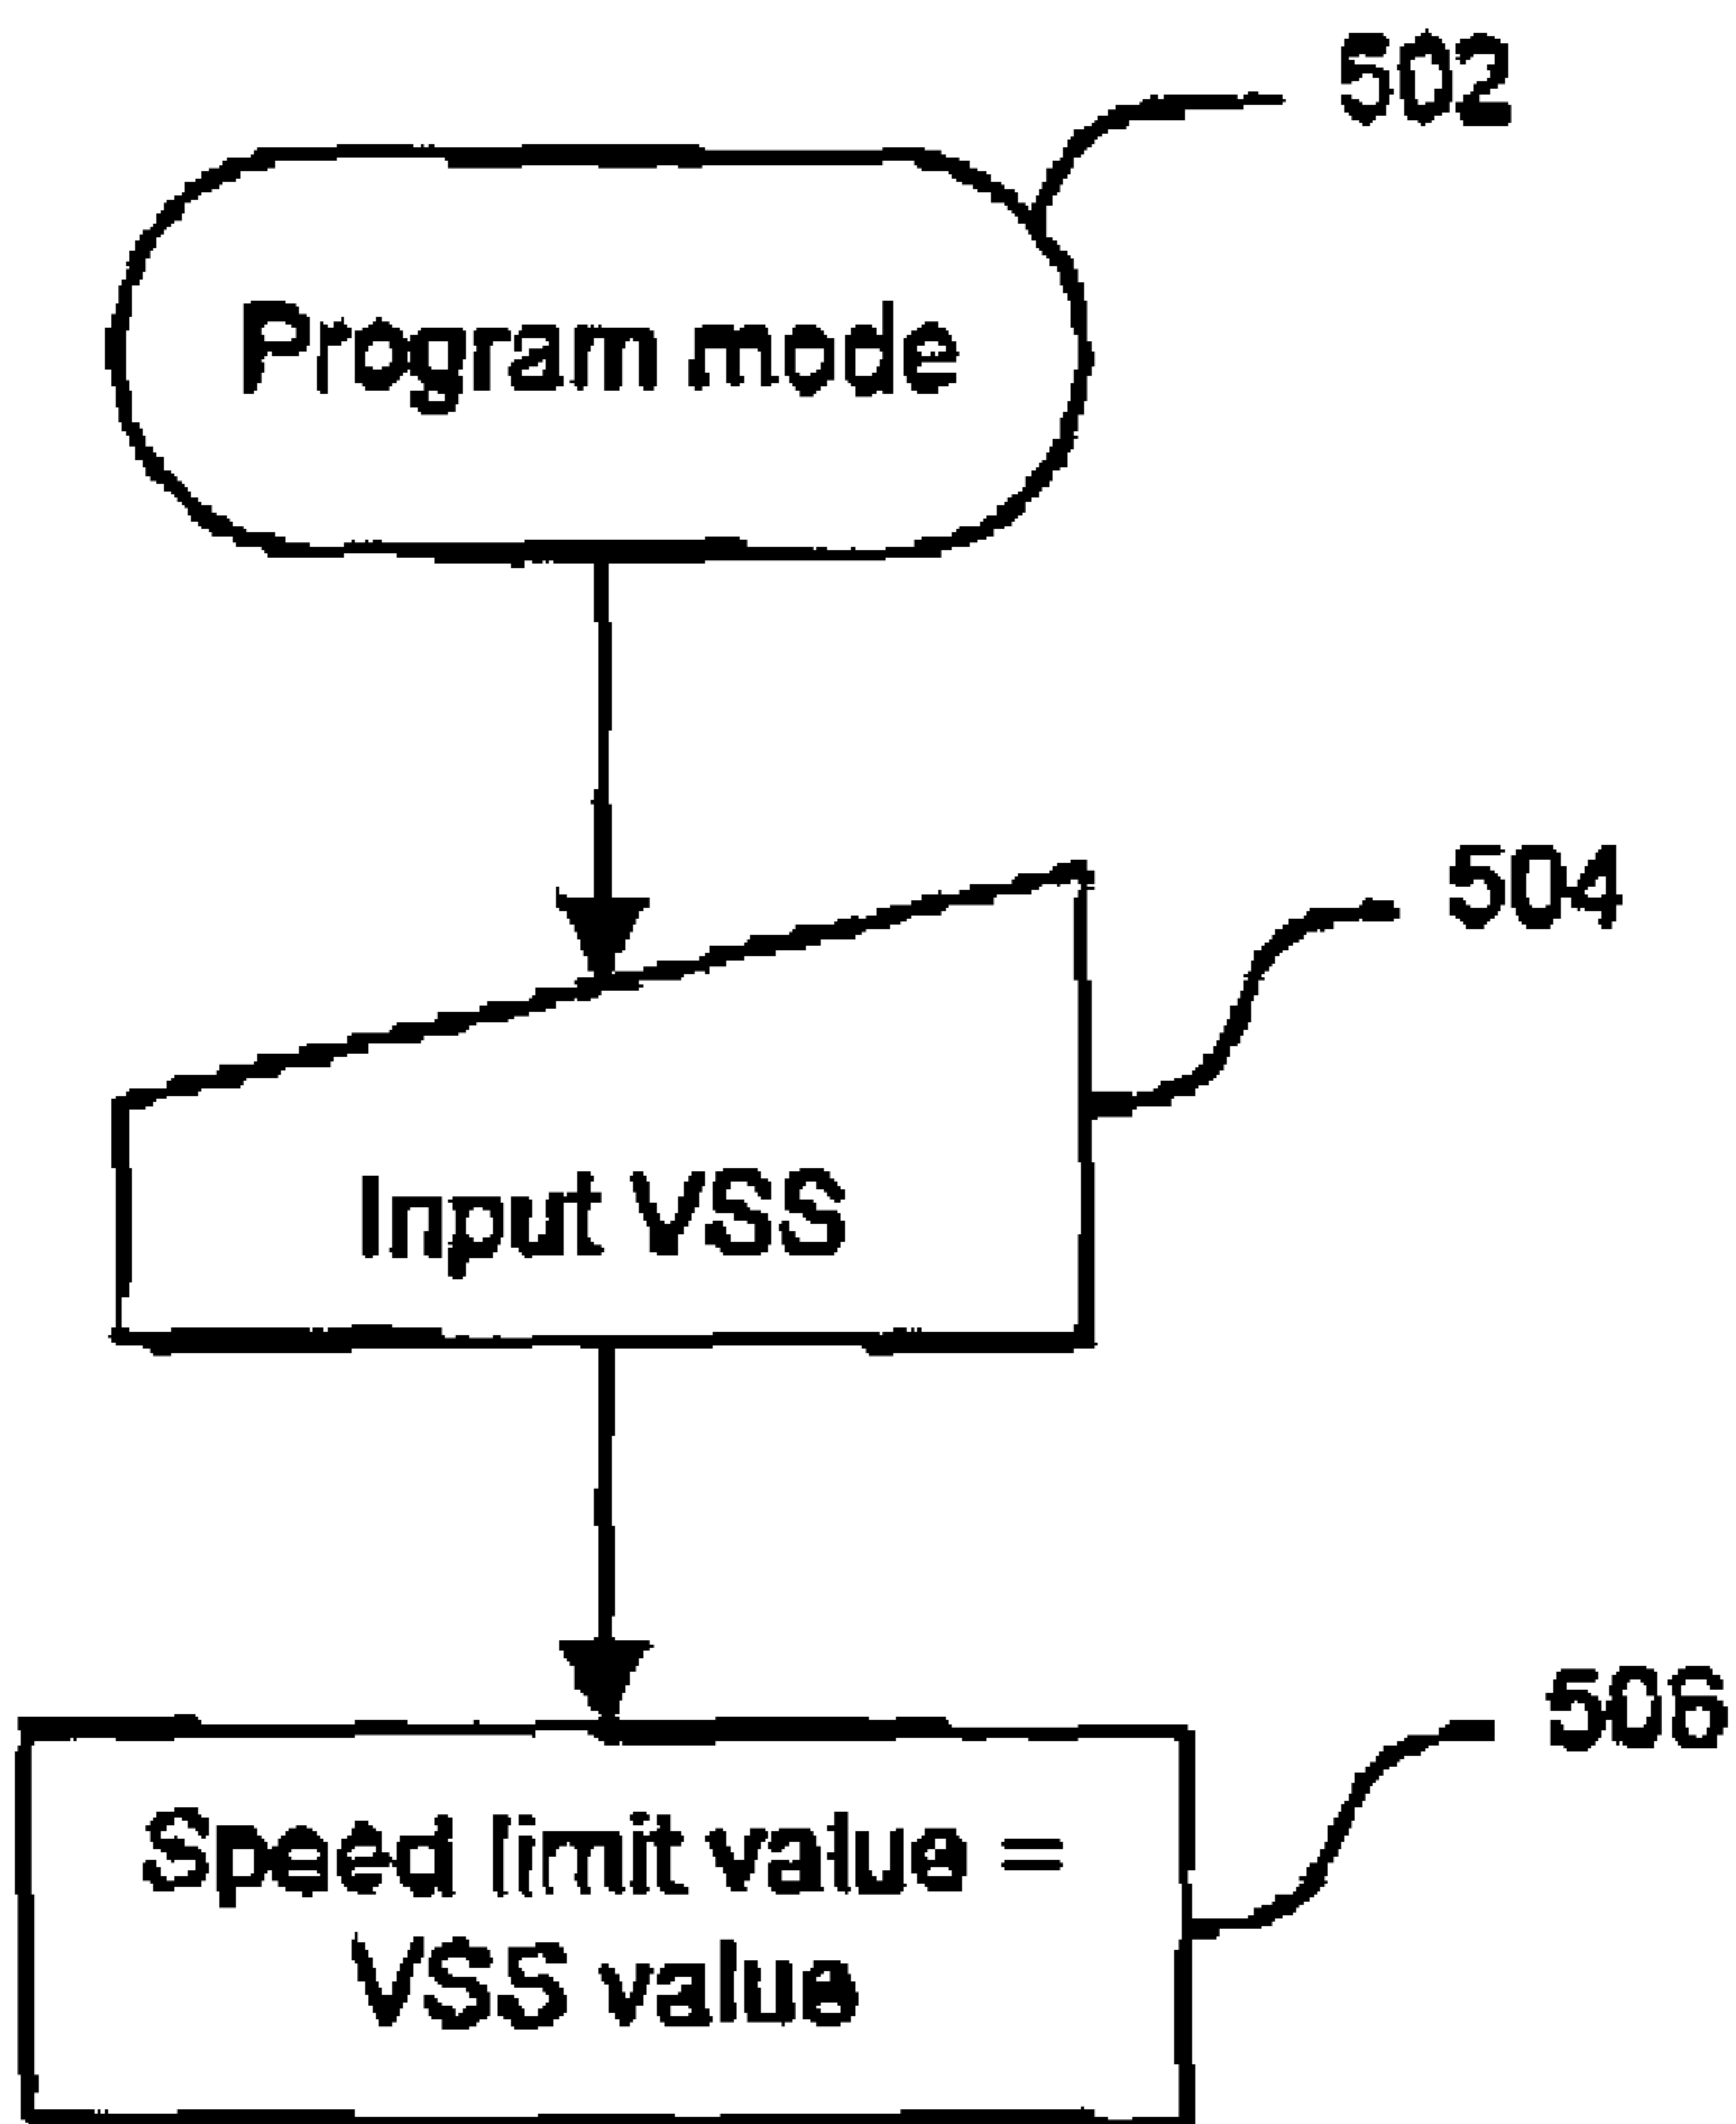 502
Program mode
504
Input VSS
506
Speed limit value =
VSS value